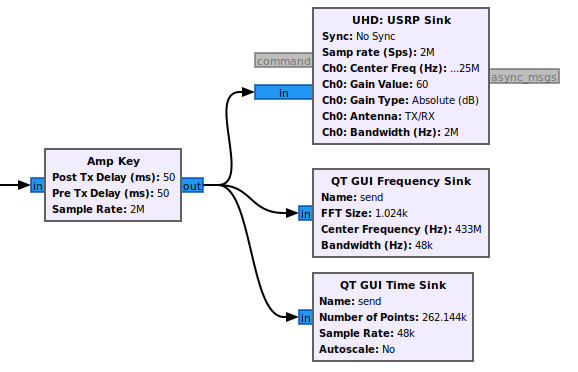 UHD: USRP Sink
Sync: No Sync
Samp rate (Sps): 2M
command
Ch0: Center Freq (Hz): ...25M
async_msgs
Ch0: Gain Value: 60
in
Ch0: Gain Type: Absolute (dB)
Ch0: Antenna: TX/RX
Ch0: Bandwidth (Hz): 2M
Amp Key
Post Tx Delay (ms): 50
in
out
Pre Tx Delay (ms): 50
Sample Rate: 2M
QT GUI Frequency Sink
Name: send
FFT Size: 1.024k
in
Center Frequency (Hz): 433M
Bandwidth (Hz): 48k
QT GUI Time Sink
Name: send
Number of Points: 262.144k
in
Sample Rate: 48k
Autoscale: No